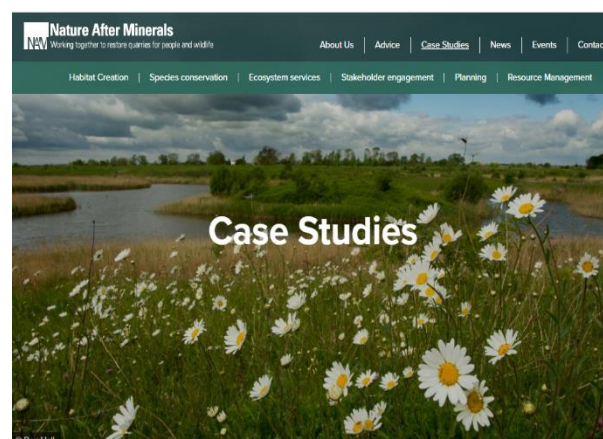 Nature After Minerals
NAM Working together to restore quarries for people and wildlife
About Us | Advice | Case Studies | News | Events | Contac
Habitat Creation | Species conservation | Ecosystem services | Stakeholder engagement | Planning | Resource Management
Case Studies